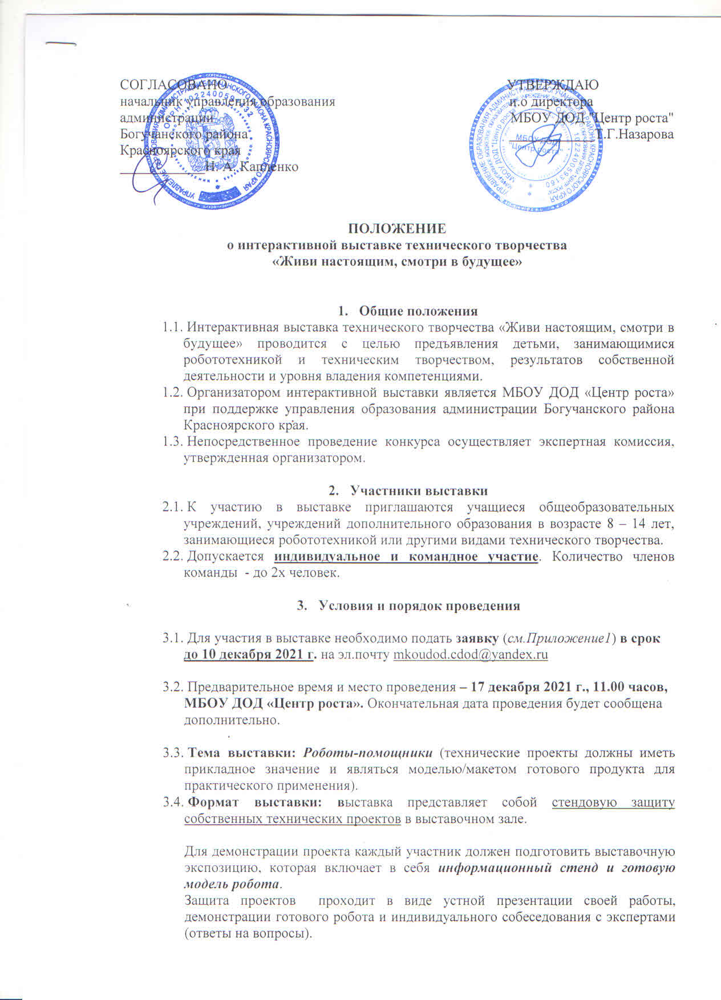 СОГЛАСОВАНО
начальник управления образования
администрации
Богучанского района
Красноярского края
Н. А. Капленко
УТВЕРЖДАЮ
и.о директора
МБОУ ДОД "Центр роста"
Т.Г.Назарова
МБОУ ДОД
"Центр роста"
ПОЛОЖЕНИЕ
о интерактивной выставке технического творчества
«Живи настоящим, смотри в будущее»
1. Общие положения
1.1. Интерактивная выставка технического творчества «Живи настоящим, смотри в
будущее» проводится с целью предъявления детьми, занимающимися
робототехникой и техническим творчеством, результатов собственной
деятельности и уровня владения компетенциями.
1.2. Организатором интерактивной выставки является МБОУ ДОД «Центр роста»
при поддержке управления образования администрации Богучанского района
Красноярского края.
1.3. Непосредственное проведение конкурса осуществляет экспертная комиссия,
утвержденная организатором.
2. Участники выставки
2.1. К участию в выставке приглашаются учащиеся общеобразовательных
учреждений, учреждений дополнительного образования в возрасте 8 – 14 лет,
занимающиеся робототехникой или другими видами технического творчества.
2.2. Допускается индивидуальное и командное участие. Количество членов
команды - до 2х человек.
3. Условия и порядок проведения
3.1. Для участия в выставке необходимо подать заявку (см.Приложение1) в срок
до 10 декабря 2021 г. на эл.почту mkoudod.cdod@yandex.ru
3.2. Предварительное время и место проведения – 17 декабря 2021 г., 11.00 часов,
МБОУ ДОД «Центр роста». Окончательная дата проведения будет сообщена
дополнительно.
3.3. Тема выставки: Роботы-помощники (технические проекты должны иметь
прикладное значение и являться моделью/макетом готового продукта для
практического применения).
3.4. Формат выставки: выставка представляет собой стендовую защиту
собственных технических проектов в выставочном зале.
Для демонстрации проекта каждый участник должен подготовить выставочную
экспозицию, которая включает в себя информационный стенд и готовую
модель робота.
Защита проектов проходит в виде устной презентации своей работы,
демонстрации готового робота и индивидуального собеседования с экспертами
(ответы на вопросы).